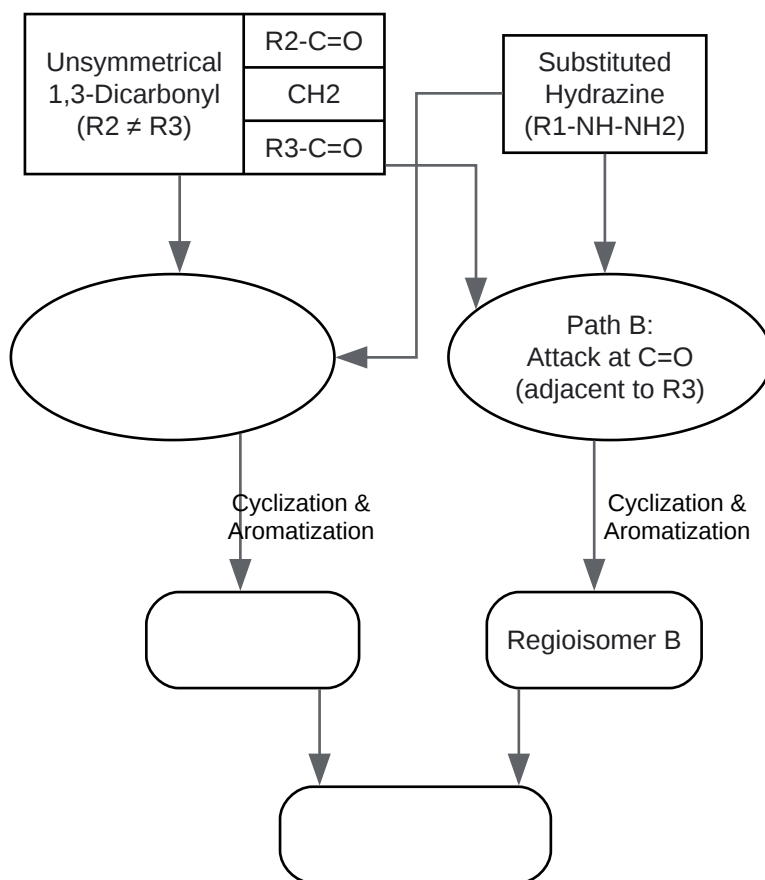 Unsymmetrical
1,3-Dicarbonyl
(R2 ≠ R3)
R2-C=O
CH2
R3-C=O
Substituted
Hydrazine
(R1-NH-NH2)
Path B:
Attack at C=O
(adjacent to R3)
Cyclization &
Aromatization
Cyclization &
Aromatization
Regioisomer B